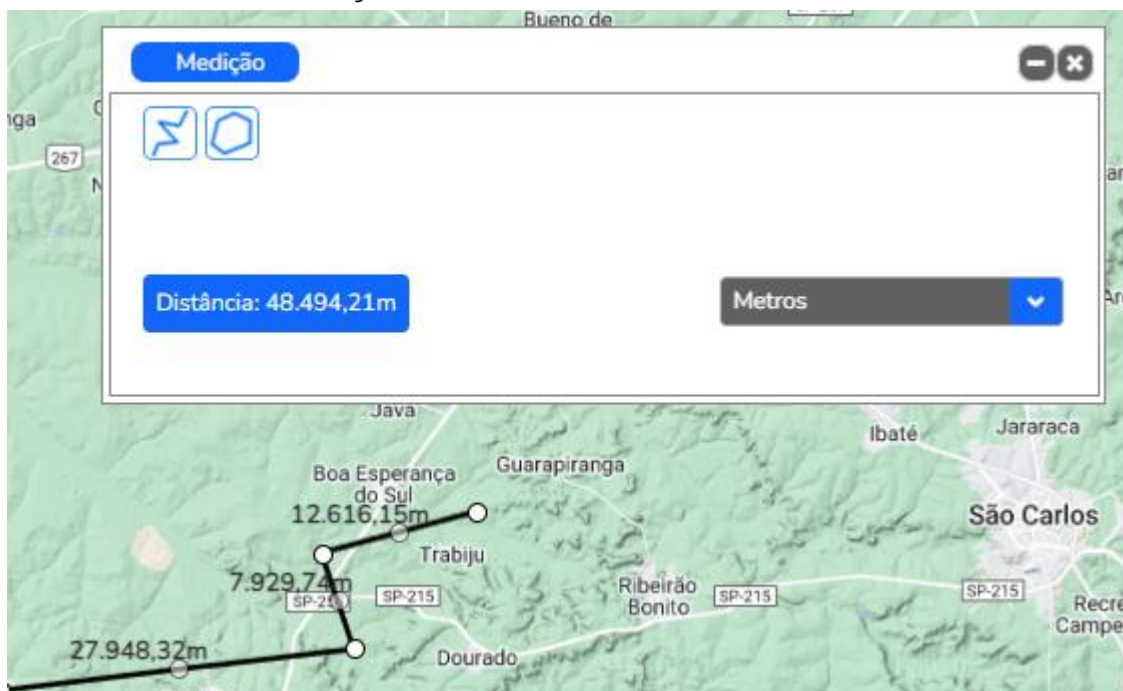 Bueno de
Medição
267
Distância: 48.494,21m
Metros
Java
Ibaté
Jararaca
Boa Esperança
do Sul
Guarapiranga
12.616,15m
São Carlos
Trabiju
7.929,74m
SP-215
Ribeirão
Bonito
SP-215
SP-215
Recre
Campe
27.948,32m
Dourado